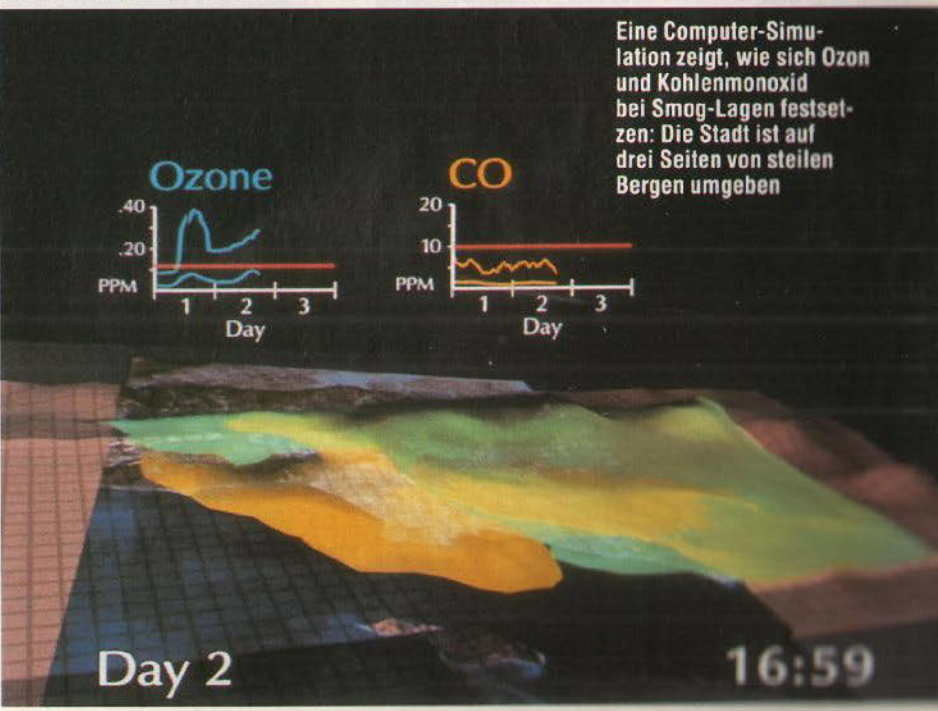 Eine Computer-Simu-
lation zeigt, wie sich Ozon
und Kohlenmonoxid
bei Smog-Lagen festset-
zen: Die Stadt ist auf
drei Seiten von steilen
Bergen umgeben
Ozone
.40
.20
PPM
1 2 3
Day
CO
20
10
PPM
1 2 3
Day
Day 2
16:59